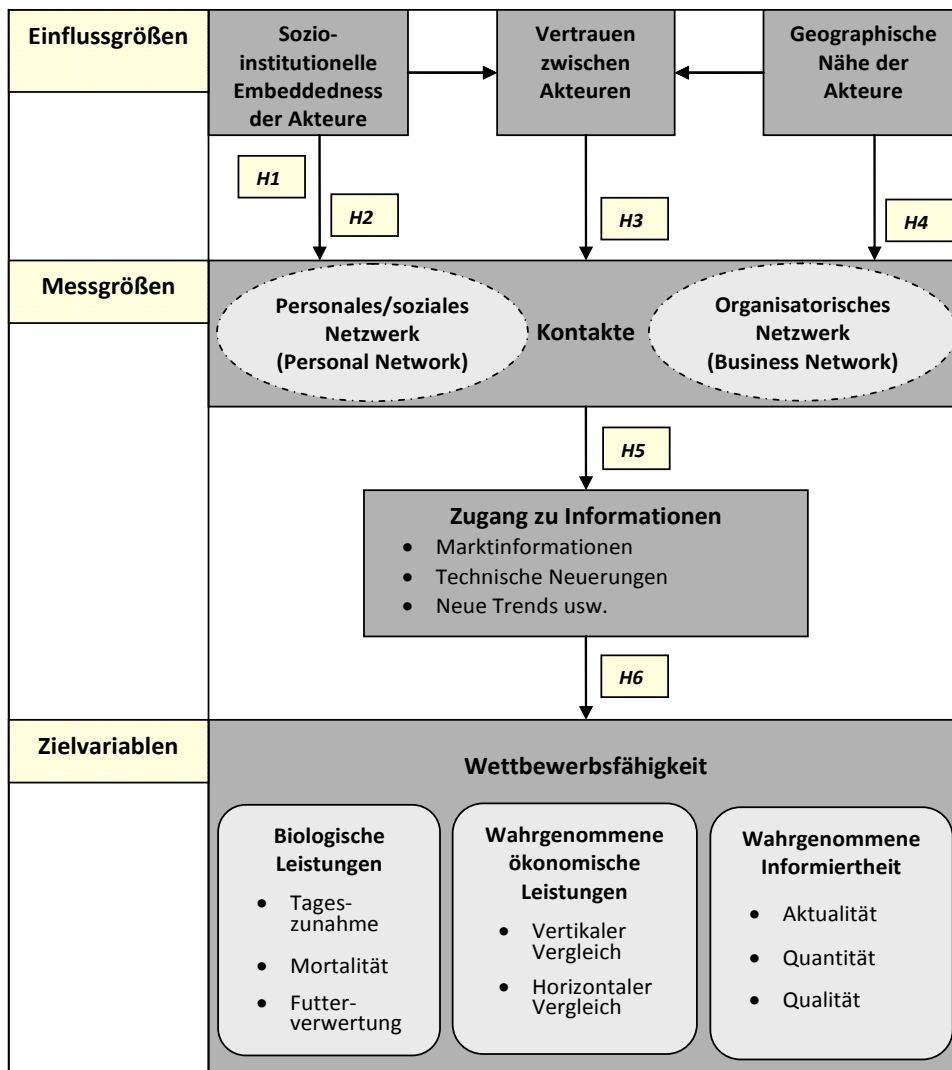 Einflussgrößen
Sozio-
institutionelle
Embeddedness
der Akteure
Vertrauen
zwischen
Akteuren
Geographische
Nähe der
Akteure
H1
H2
H3
H4
Messgrößen
Personales/soziales
Netzwerk
(Personal Network)
Kontakte
Organisatorisches
Netzwerk
(Business Network)
H5
Zugang zu Informationen
• Marktinformationen
• Technische Neuerungen
• Neue Trends usw.
H6
Zielvariablen
Wettbewerbsfähigkeit
Biologische
Leistungen
• Tages-
zunahme
• Mortalität
• Futter-
verwertung
Wahrgenommene
ökonomische
Leistungen
• Vertikaler
Vergleich
• Horizontaler
Vergleich
Wahrgenommene
Informiertheit
• Aktualität
• Quantität
• Qualität